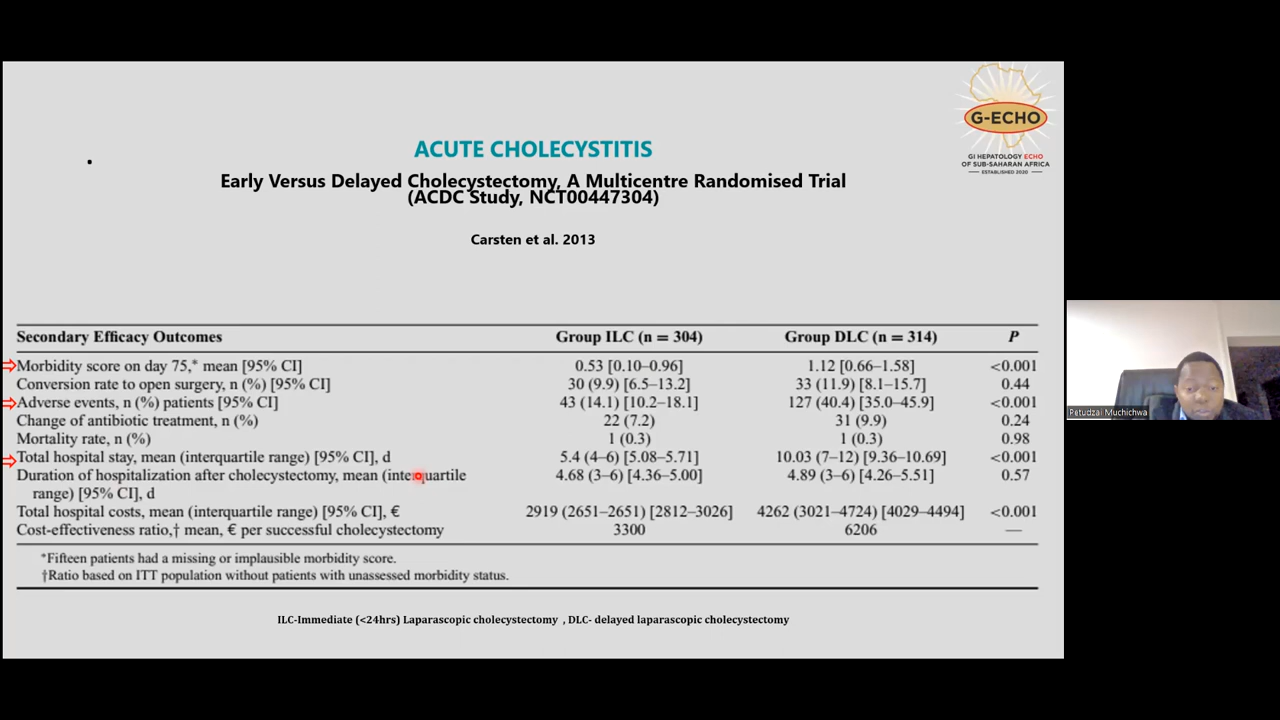 G-ECHO
GI HEPATOLOGY ECHO
OF SUB-SAHARAN AFRICA
ESTABLISHED 2020
ACUTE CHOLECYSTITIS
Early Versus Delayed Cholecystectomy, A Multicentre Randomised Trial
(ACDC Study, NCT00447304)
Carsten et al. 2013
Secondary Efficacy Outcomes Group ILC (n = 304) Group DLC (n = 314) P
Morbidity score on day 75,* mean [95% CI] 0.53 [0.10–0.96] 1.12 [0.66–1.58] <0.001
Conversion rate to open surgery, n (%) [95% CI] 30 (9.9) [6.5–13.2] 33 (11.9) [8.1–15.7] 0.44
Adverse events, n (%) patients [95% CI] 43 (14.1) [10.2–18.1] 127 (40.4) [35.0–45.9] <0.001
Change of antibiotic treatment, n (%) 22 (7.2) 31 (9.9) 0.24
Mortality rate, n (%) 1 (0.3) 1 (0.3) 0.98
Total hospital stay, mean (interquartile range) [95% CI], d 5.4 (4–6) [5.08–5.71] 10.03 (7–12) [9.36–10.69] <0.001
Duration of hospitalization after cholecystectomy, mean (interquartile 4.68 (3–6) [4.36–5.00] 4.89 (3–6) [4.26–5.51] 0.57
range) [95% CI], d
Total hospital costs, mean (interquartile range) [95% CI], € 2919 (2651–2651) [2812–3026] 4262 (3021–4724) [4029–4494] <0.001
Cost-effectiveness ratio,† mean, € per successful cholecystectomy 3300 6206 —
*Fifteen patients had a missing or implausible morbidity score.
†Ratio based on ITT population without patients with unassessed morbidity status.
ILC-Immediate (<24hrs) Laparascopic cholecystectomy , DLC- delayed laparascopic cholecystectomy
Petudzai Muchichwa